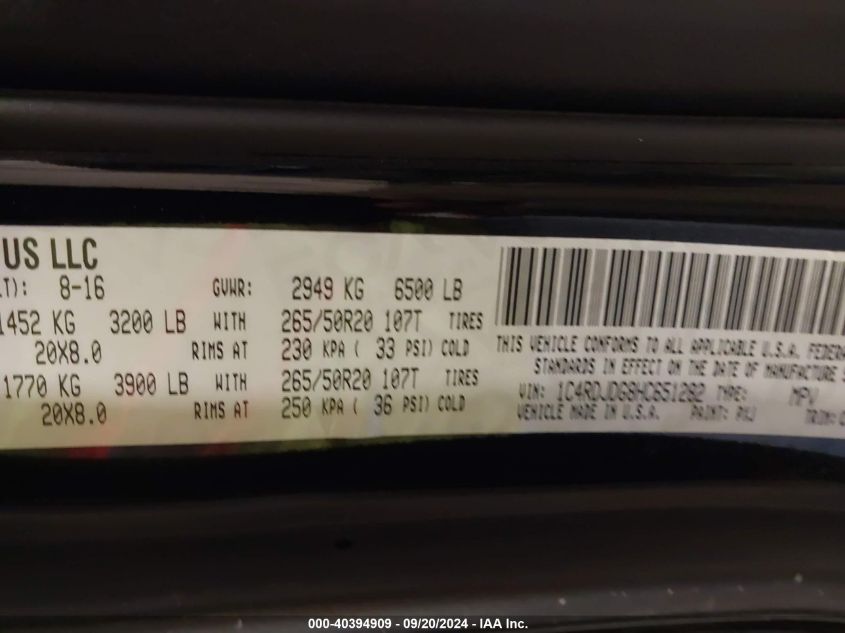 US LLC
LT): 8-16 GVWR: 2949 KG 6500 LB
1452 KG 3200 LB WITH 265/50R20 107T TIRES
20X8.0 RIMS AT 230 KPA ( 33 PSI) COLD
1770 KG 3900 LB WITH 265/50R20 107T TIRES
20X8.0 RIMS AT 250 KPA ( 36 PSI) COLD
THIS VEHICLE CONFORMS TO ALL APPLICABLE U.S.A. FEDERA
STANDARDS IN EFFECT ON THE DATE OF MANUFACTURE S
VIN: 1C4RDJDG8HC651282 TYPE: MPV
VEHICLE MADE IN U.S. PAINT: PXJ TRIM: C
000-40394909 - 09/20/2024 - IAA Inc.